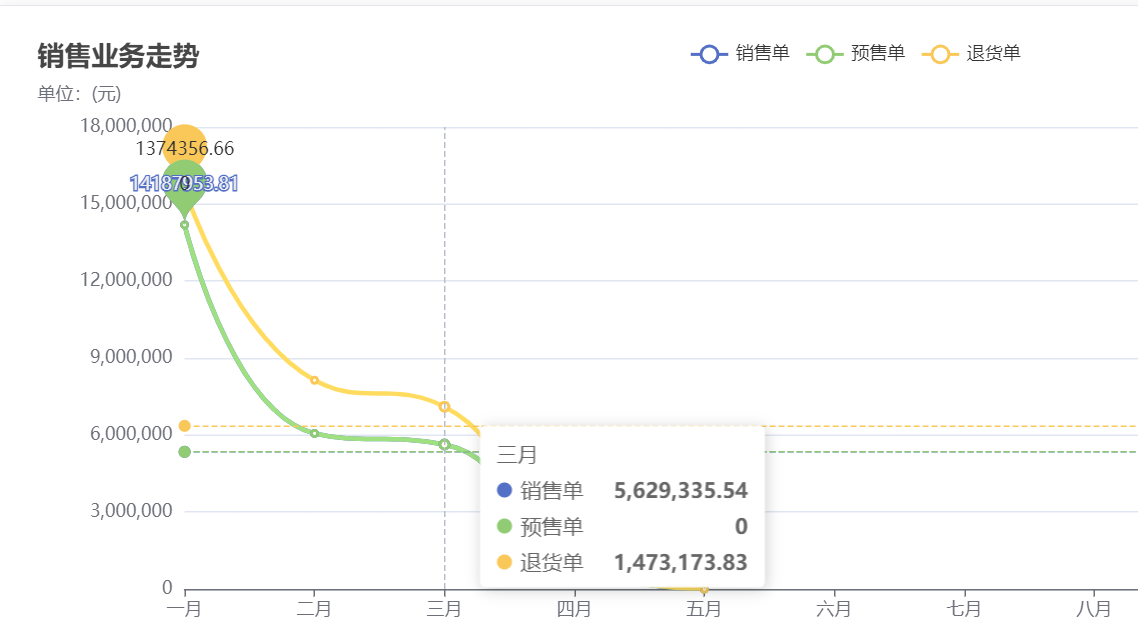 销售业务走势
销售单 预售单 退货单
单位：(元)
18,000,000
1374356.66
14187953.81
0
15,000,000
12,000,000
9,000,000
6,000,000
3,000,000
0
三月
销售单 5,629,335.54
预售单 0
退货单 1,473,173.83
一月 二月 三月 四月 五月 六月 七月 八月